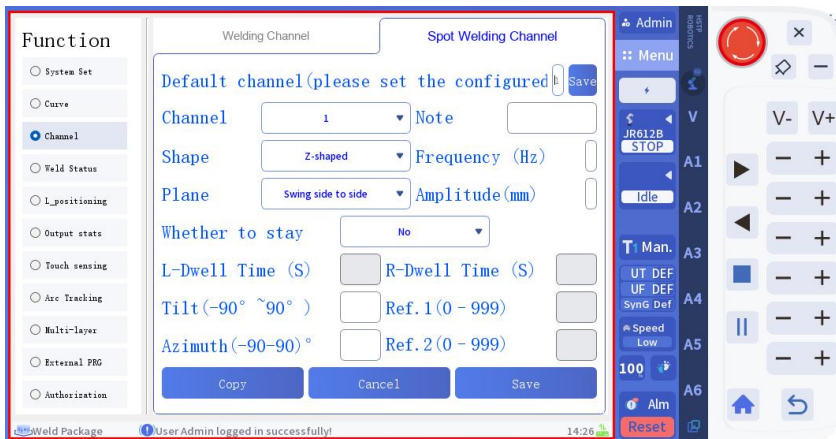 Function
System Set
Curve
Channel
Weld Status
L_positioning
Output stats
Touch sensing
Arc Tracking
Multi-layer
External PRG
Authorization
Welding Channel
Spot Welding Channel
Default channel(please set the configured
Save
Channel
1
Note
Shape
Z-shaped
Frequency (Hz)
Plane
Swing side to side
Amplitude(mm)
Whether to stay
No
L-Dwell Time (S)
R-Dwell Time (S)
Tilt(-90° ~90° )
Ref.1(0-999)
Azimuth(-90-90)°
Ref.2(0-999)
Copy
Cancel
Save
Weld Package
User Admin logged in successfully!
14:26
Admin
Menu
S
JR612B
STOP
Idle
T1 Man.
UT DEF
UF DEF
SynG Def
Speed
Low
100
Alm
Reset
HSTP
ROBOTICS
V
A1
A2
A3
A4
A5
A6
×
V- V+
− +
− +
− +
− +
− +
− +